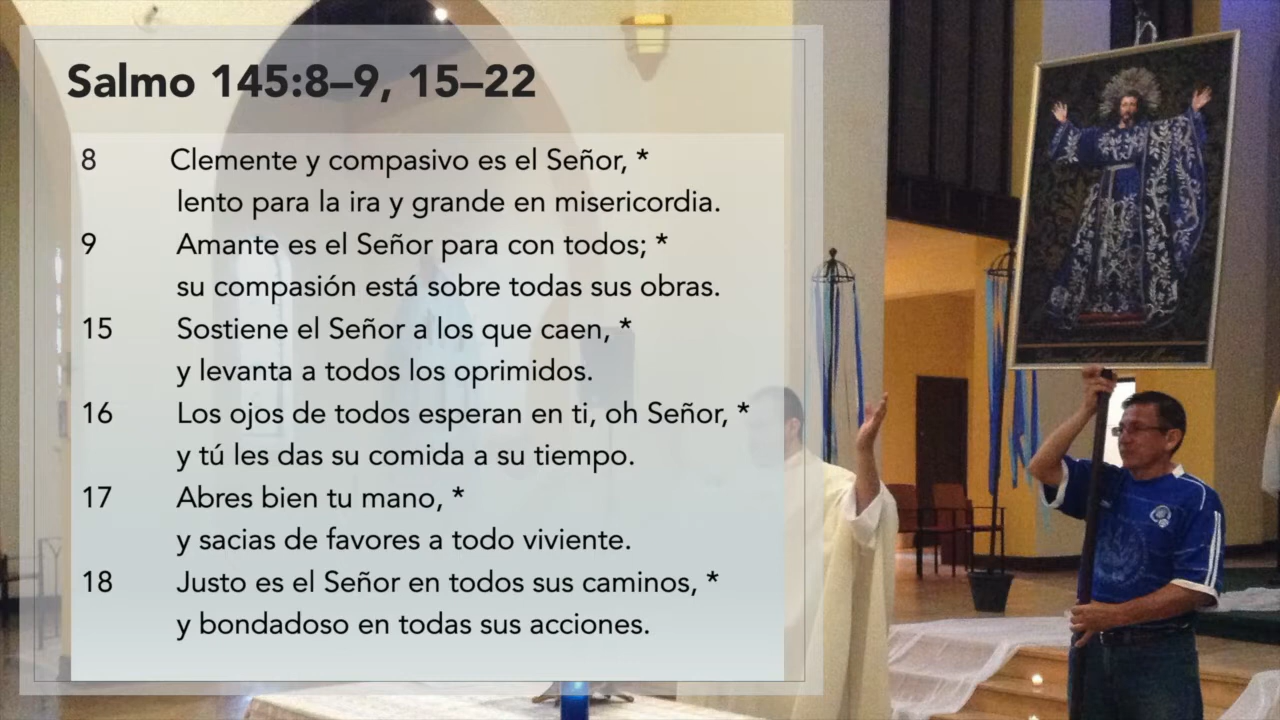 Salmo 145:8–9, 15–22
8 Clemente y compasivo es el Señor, *
lento para la ira y grande en misericordia.
9 Amante es el Señor para con todos; *
su compasión está sobre todas sus obras.
15 Sostiene el Señor a los que caen, *
y levanta a todos los oprimidos.
16 Los ojos de todos esperan en ti, oh Señor, *
y tú les das su comida a su tiempo.
17 Abres bien tu mano, *
y sacias de favores a todo viviente.
18 Justo es el Señor en todos sus caminos, *
y bondadoso en todas sus acciones.